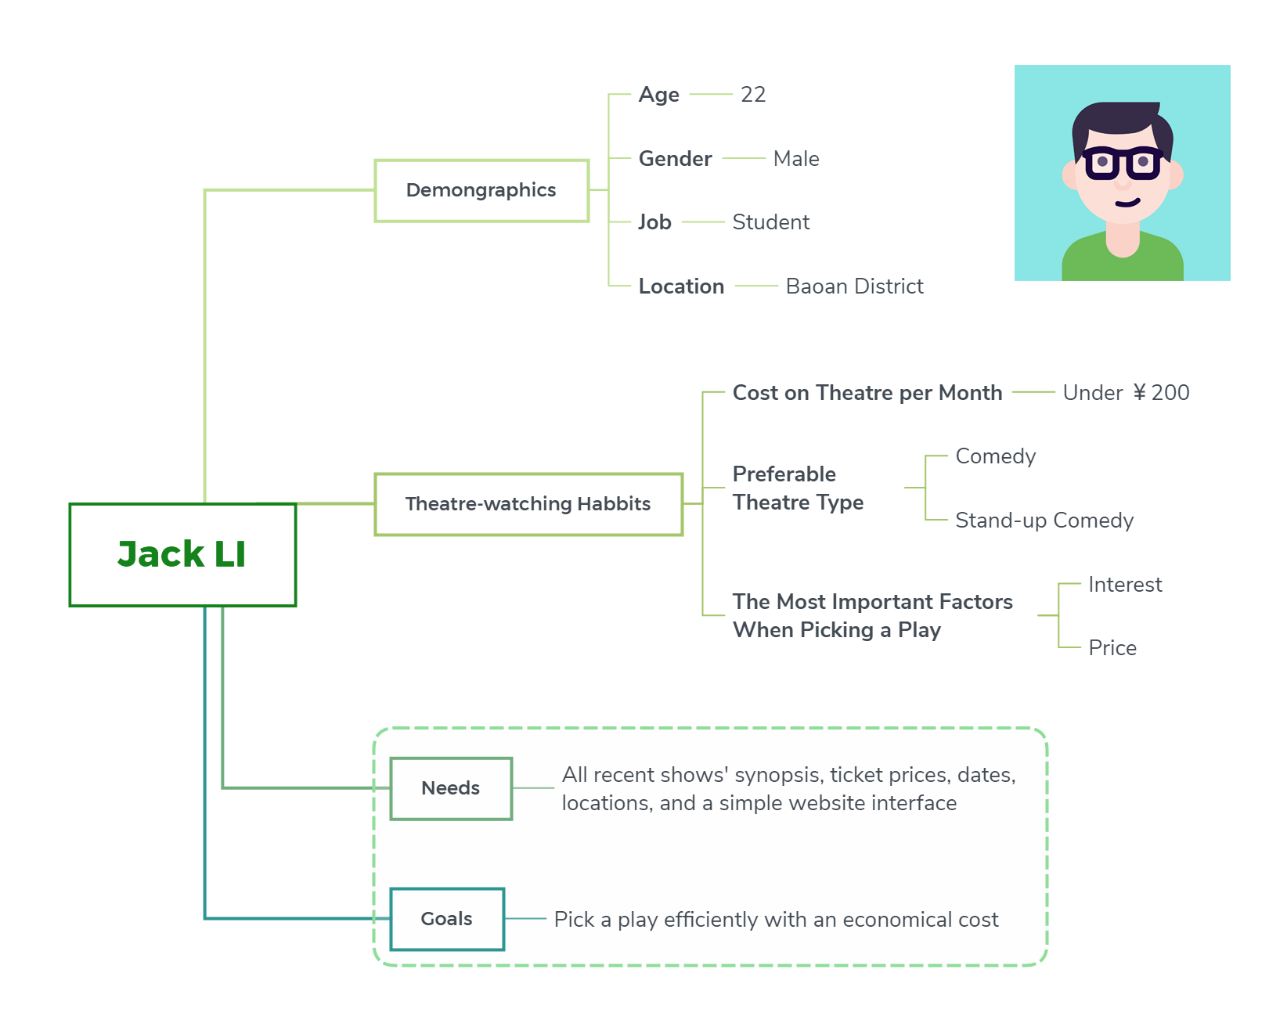 Age
22
Gender
Male
Demongraphics
Job
Student
Location
Baoan District
Cost on Theatre per Month
Under ¥ 200
Preferable
Theatre Type
Comedy
Stand-up Comedy
Theatre-watching Habbits
Jack LI
The Most Important Factors
When Picking a Play
Interest
Price
Needs
All recent shows' synopsis, ticket prices, dates,
locations, and a simple website interface
Goals
Pick a play efficiently with an economical cost